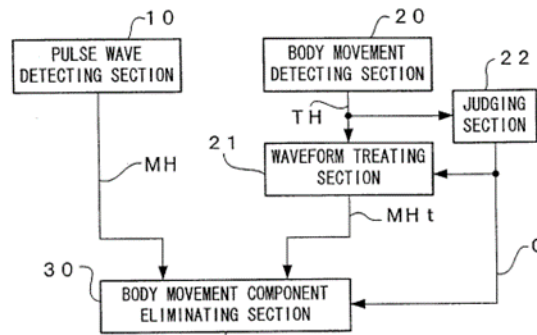 10
PULSE WAVE
DETECTING SECTION
20
BODY MOVEMENT
DETECTING SECTION
22
JUDGING
SECTION
TH
21
WAVEFORM TREATING
SECTION
MH
MHt
30
BODY MOVEMENT COMPONENT
ELIMINATING SECTION